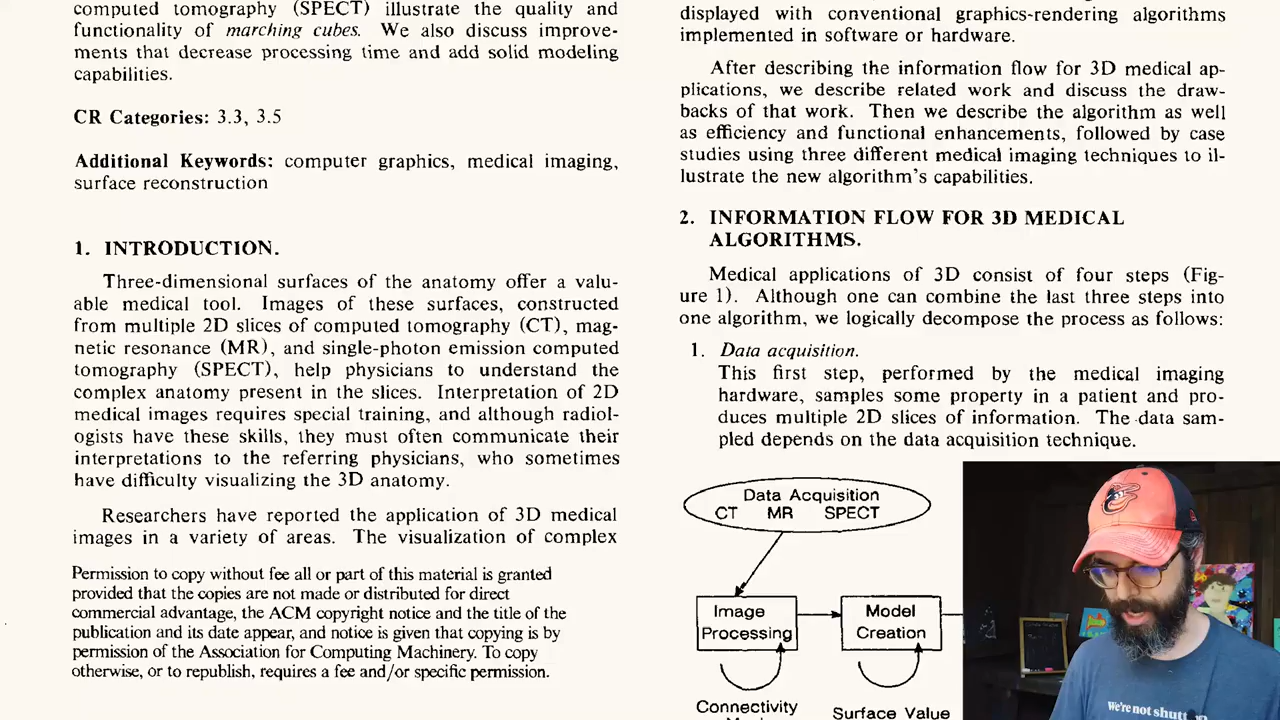 computed tomography (SPECT) illustrate the quality and
functionality of marching cubes. We also discuss improve-
ments that decrease processing time and add solid modeling
capabilities.
CR Categories: 3.3, 3.5
Additional Keywords: computer graphics, medical imaging,
surface reconstruction
1. INTRODUCTION.
Three-dimensional surfaces of the anatomy offer a valu-
able medical tool. Images of these surfaces, constructed
from multiple 2D slices of computed tomography (CT), mag-
netic resonance (MR), and single-photon emission computed
tomography (SPECT), help physicians to understand the
complex anatomy present in the slices. Interpretation of 2D
medical images requires special training, and although radiol-
ogists have these skills, they must often communicate their
interpretations to the referring physicians, who sometimes
have difficulty visualizing the 3D anatomy.
Researchers have reported the application of 3D medical
images in a variety of areas. The visualization of complex
Permission to copy without fee all or part of this material is granted
provided that the copies are not made or distributed for direct
commercial advantage, the ACM copyright notice and the title of the
publication and its date appear, and notice is given that copying is by
permission of the Association for Computing Machinery. To copy
otherwise, or to republish, requires a fee and/or specific permission.
displayed with conventional graphics-rendering algorithms
implemented in software or hardware.
After describing the information flow for 3D medical ap-
plications, we describe related work and discuss the draw-
backs of that work. Then we describe the algorithm as well
as efficiency and functional enhancements, followed by case
studies using three different medical imaging techniques to il-
lustrate the new algorithm's capabilities.
2. INFORMATION FLOW FOR 3D MEDICAL
ALGORITHMS.
Medical applications of 3D consist of four steps (Fig-
ure 1). Although one can combine the last three steps into
one algorithm, we logically decompose the process as follows:
1. Data acquisition.
This first step, performed by the medical imaging
hardware, samples some property in a patient and pro-
duces multiple 2D slices of information. The data sam-
pled depends on the data acquisition technique.
Data Acquisition
CT MR SPECT
Image
Processing
Model
Creation
Connectivity
Surface Value
We're not